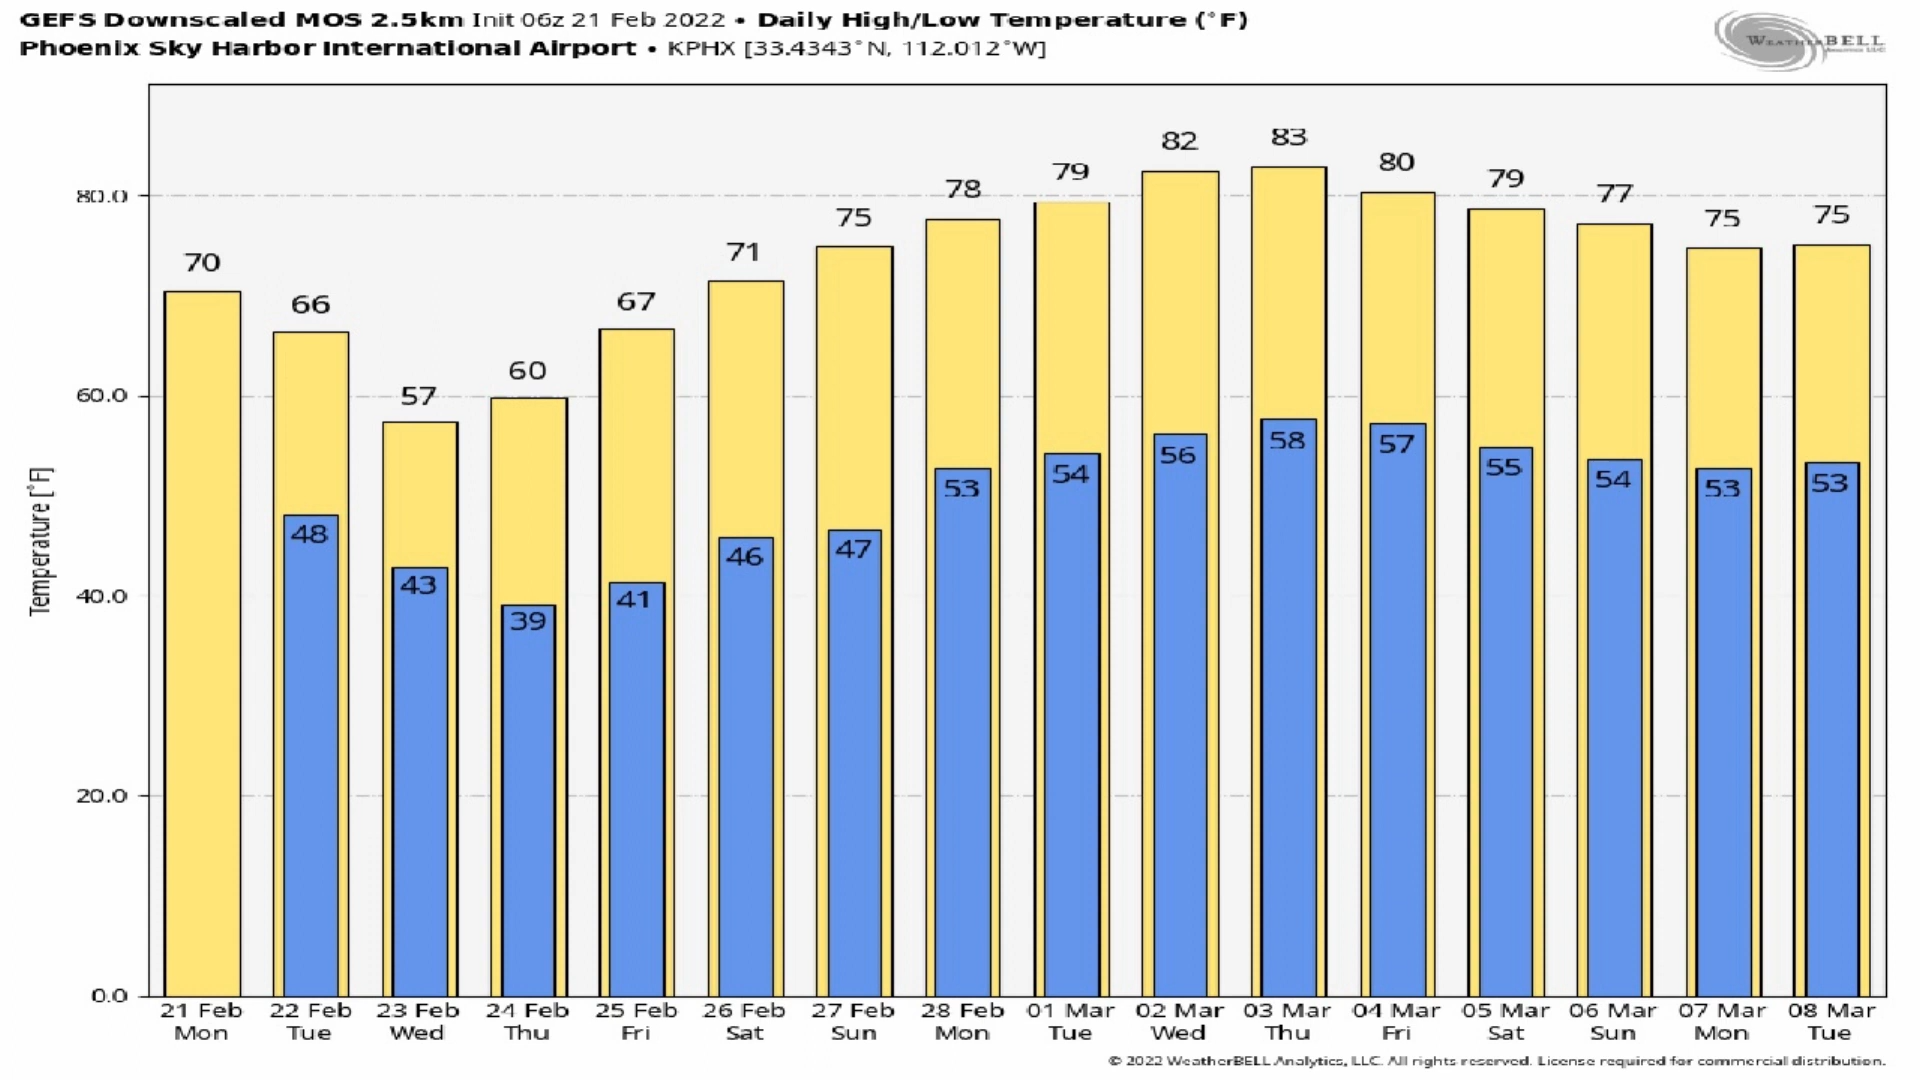 GEFS Downscaled MOS 2.5km Init 06z 21 Feb 2022 • Daily High/Low Temperature (°F)
Phoenix Sky Harbor International Airport • KPHX [33.4343°N, 112.012°W]
WEATHERBELL
Temperature [°F]
80.0
60.0
40.0
20.0
0.0
70 66 57 60 67 71 75 78 79 82 83 80 79 77 75 75
48 43 39 41 46 47 53 54 56 58 57 55 54 53 53
21 Feb 22 Feb 23 Feb 24 Feb 25 Feb 26 Feb 27 Feb 28 Feb 01 Mar 02 Mar 03 Mar 04 Mar 05 Mar 06 Mar 07 Mar 08 Mar
Mon Tue Wed Thu Fri Sat Sun Mon Tue Wed Thu Fri Sat Sun Mon Tue
© 2022 WeatherBELL Analytics, LLC. All rights reserved. License required for commercial distribution.